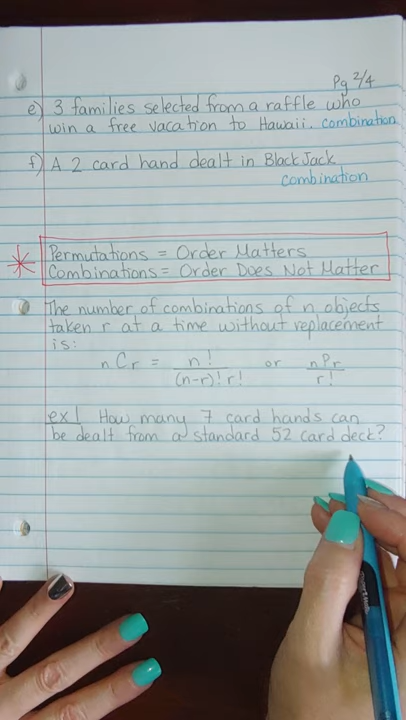 Pg 2/4
e) 3 families selected from a raffle who
win a free vacation to Hawaii. combination
f) A 2 card hand dealt in BlackJack
combination
Permutations = Order Matters
Combinations = Order Does Not Matter
The number of combinations of n objects
taken r at a time without replacement
is:
nCr = n!/(n-r)! r! or nPr/r!
ex| How many 7 card hands can
be dealt from a standard 52 card deck?